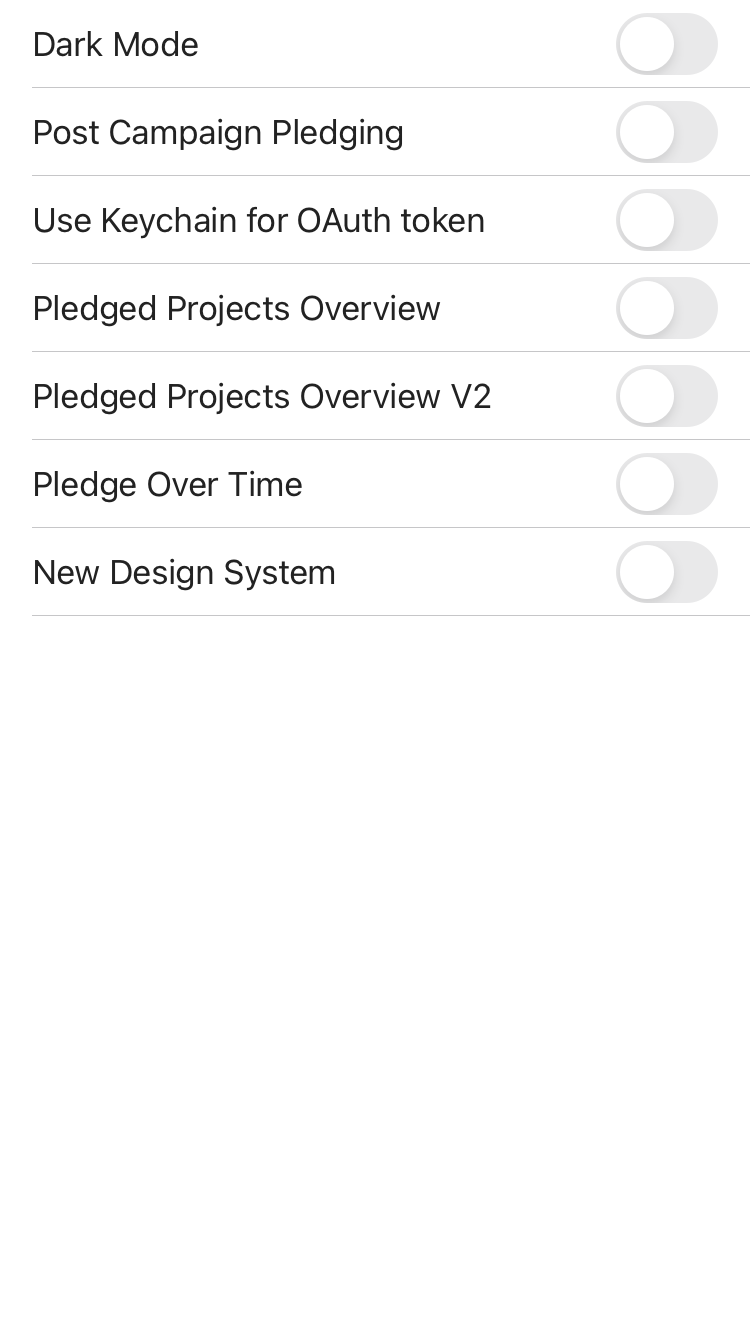 Dark Mode
Post Campaign Pledging
Use Keychain for OAuth token
Pledged Projects Overview
Pledged Projects Overview V2
Pledge Over Time
New Design System